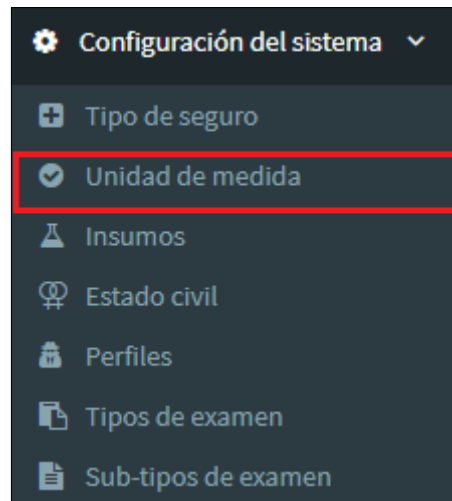 Configuración del sistema
Tipo de seguro
Unidad de medida
Insumos
Estado civil
Perfiles
Tipos de examen
Sub-tipos de examen